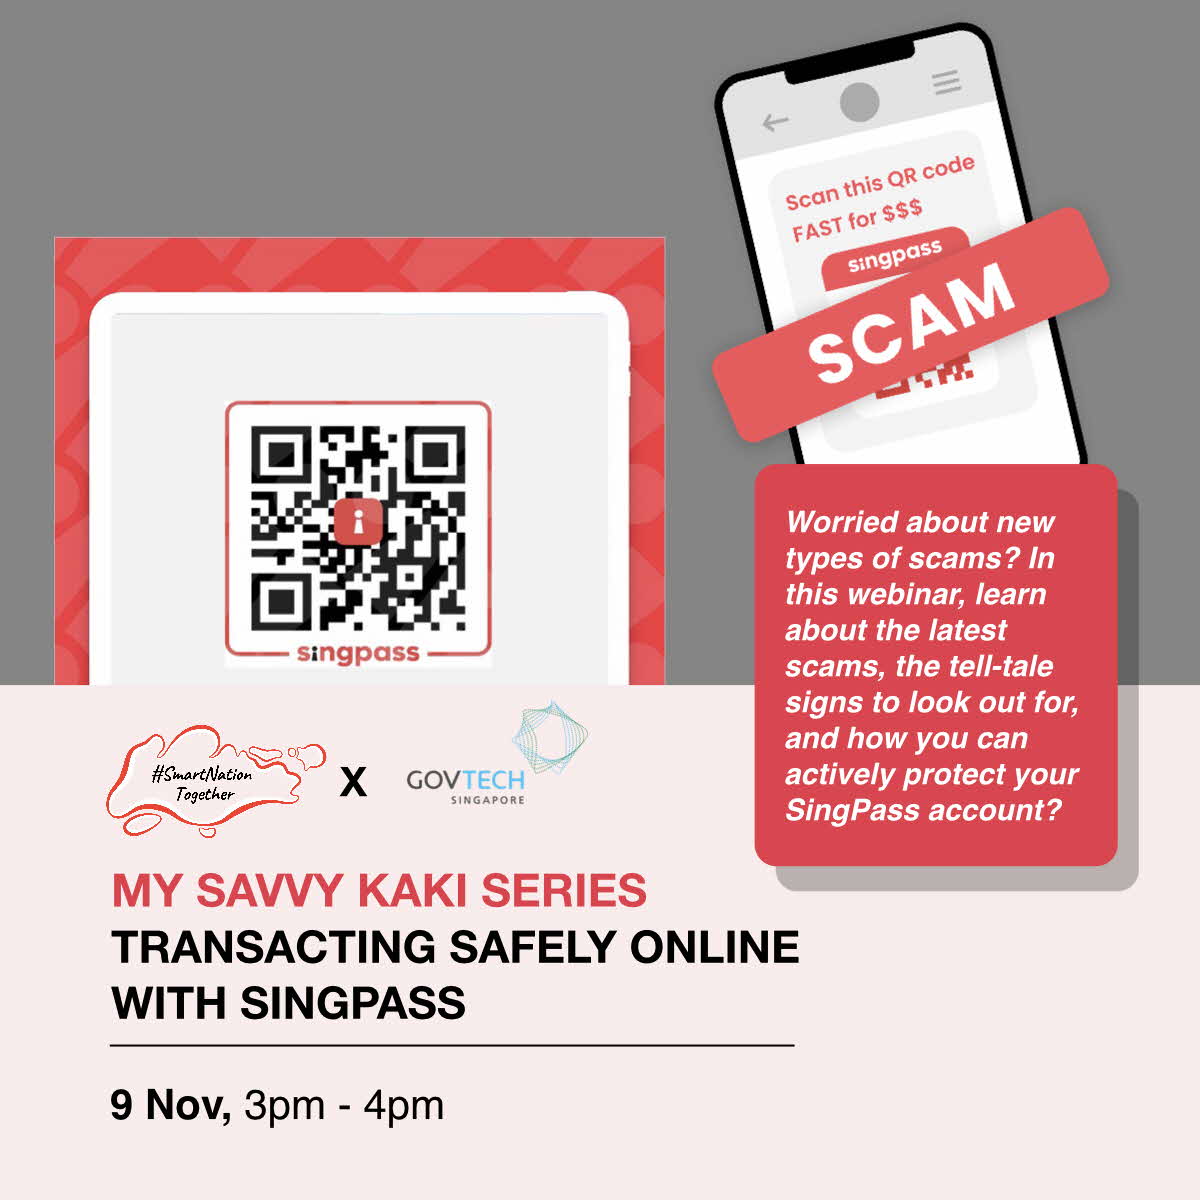 Scan this QR code
FAST for $$$
singpass
SCAM
singpass
Worried about new
types of scams? In
this webinar, learn
about the latest
scams, the tell-tale
signs to look out for,
and how you can
actively protect your
SingPass account?
#SmartNation
Together
X
GOVTECH
SINGAPORE
MY SAVVY KAKI SERIES
TRANSACTING SAFELY ONLINE
WITH SINGPASS
9 Nov, 3pm - 4pm